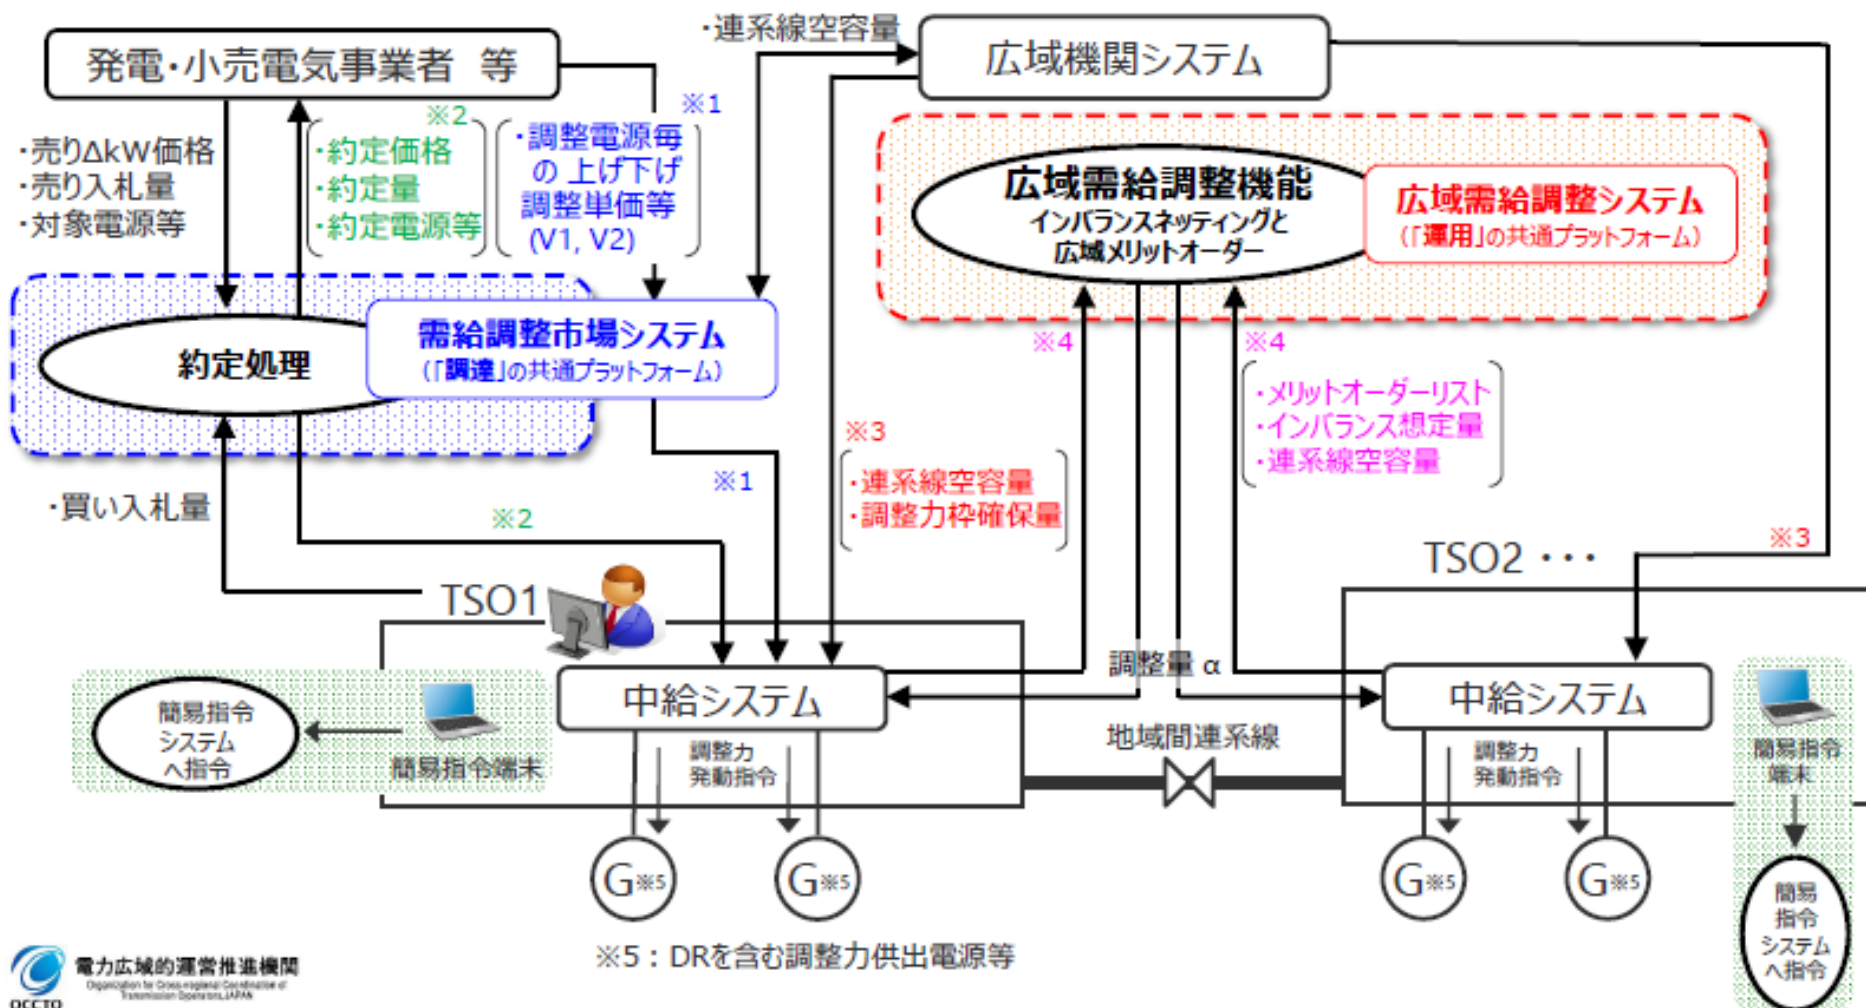 ・連系線空容量
発電・小売電気事業者 等
広域機関システム
※1
※2
・売りΔkW価格
・売り入札量
・対象電源等
・約定価格
・約定量
・約定電源等
・調整電源毎
の 上げ下げ
調整単価等
(V1, V2)
広域需給調整機能
インバランスネッティングと
広域メリットオーダー
広域需給調整システム
(「運用」の共通プラットフォーム)
約定処理
需給調整市場システム
(「調達」の共通プラットフォーム)
※4
※4
・メリットオーダーリスト
・インバランス想定量
・連系線空容量
※3
・連系線空容量
・調整力枠確保量
※1
・買い入札量
※2
※3
TSO1
TSO2 ・・・
調整量 α
中給システム
中給システム
簡易指令
システム
へ指令
簡易指令端末
調整力
発動指令
地域間連系線
調整力
発動指令
簡易指令
端末
G※5
G※5
G※5
G※5
簡易
指令
システム
へ指令
※5：DRを含む調整力供出電源等
電力広域的運営推進機関
Organization for Cross-regional Coordination of
Transmission Operators,JAPAN
OCCTO